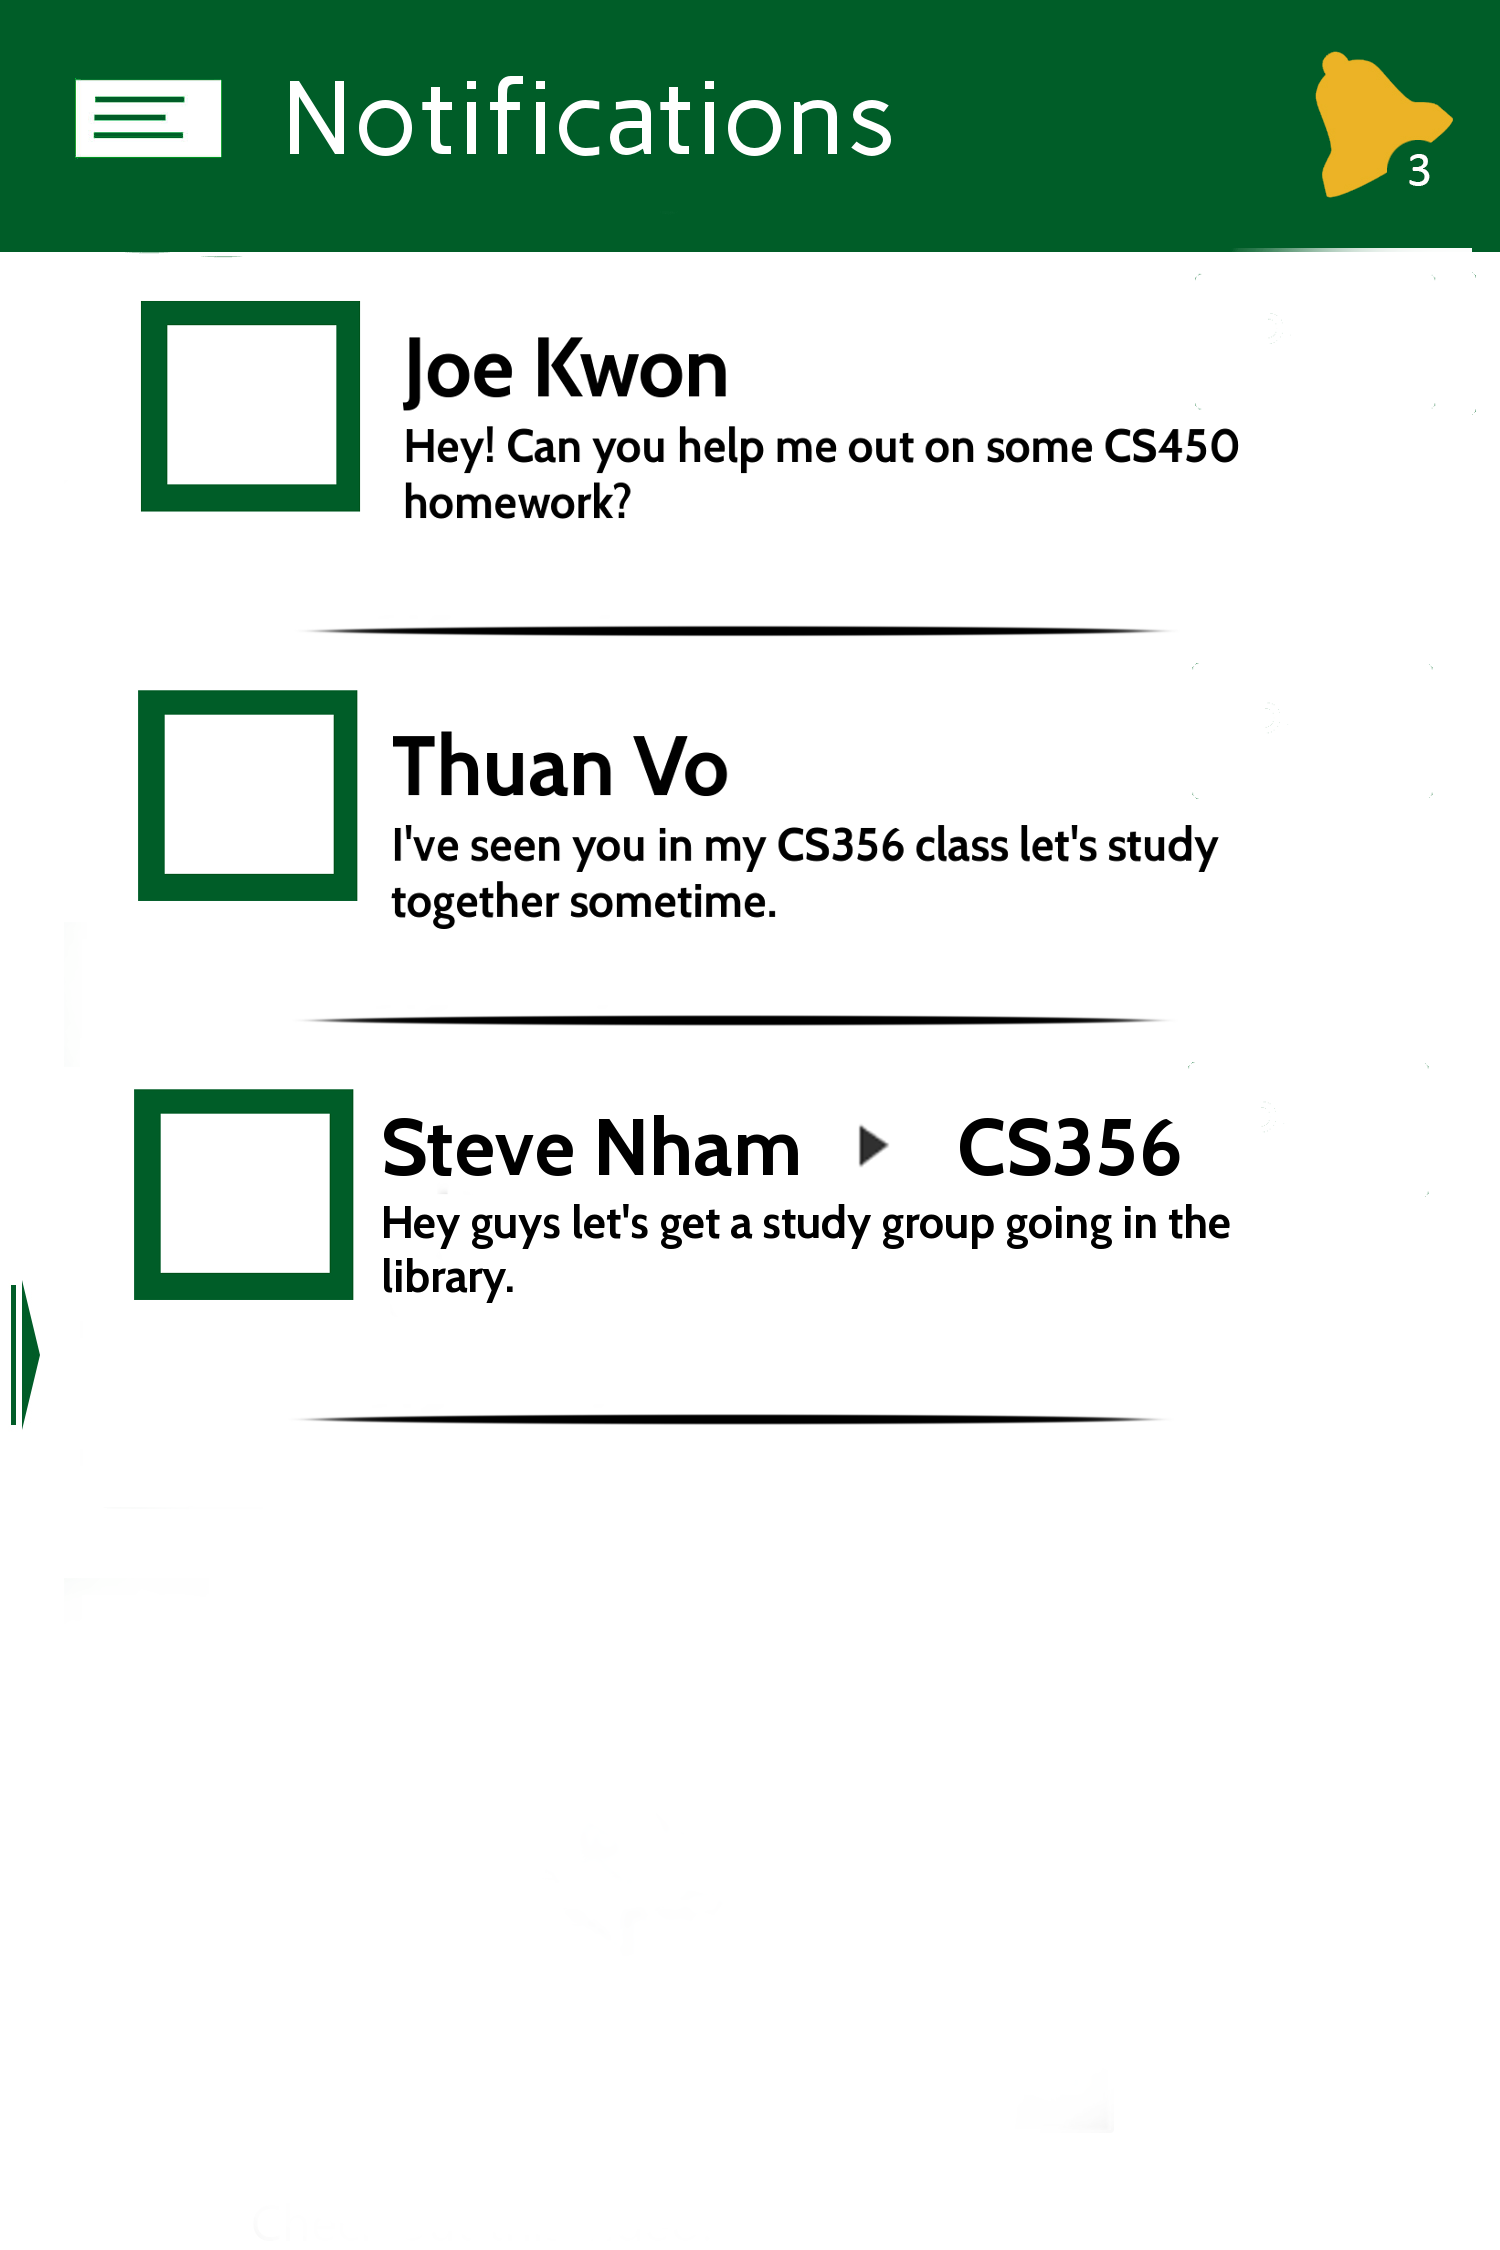 Notifications
3
Joe Kwon
Hey! Can you help me out on some CS450
homework?
Thuan Vo
I've seen you in my CS356 class let's study
together sometime.
Steve Nham ▶ CS356
Hey guys let's get a study group going in the
library.